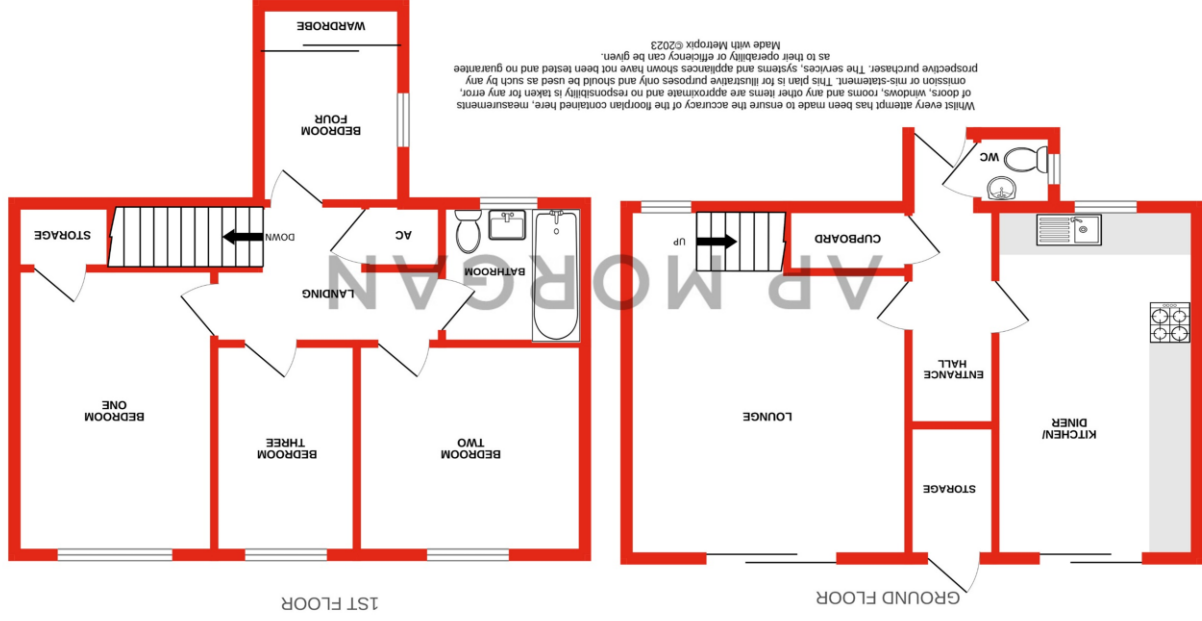 GROUND FLOOR
1ST FLOOR
STORAGE
KITCHEN/
DINER
LOUNGE
ENTRANCE
HALL
CUPBOARD
UP
WC
BEDROOM
TWO
BEDROOM
THREE
BEDROOM
ONE
LANDING
BATHROOM
AC
DOWN
STORAGE
BEDROOM
FOUR
WARDROBE
AP MORGAN
Whilst every attempt has been made to ensure the accuracy of the floorplan contained here, measurements
of doors, windows, rooms and any other items are approximate and no responsibility is taken for any error,
omission or mis-statement. This plan is for illustrative purposes only and should be used as such by any
prospective purchaser. The services, systems and appliances shown have not been tested and no guarantee
as to their operability or efficiency can be given.
Made with Metropix ©2023